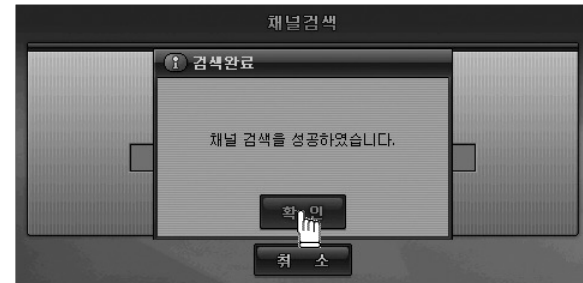 채널검색
검색완료
채널 검색을 성공하였습니다.
확 인
취 소